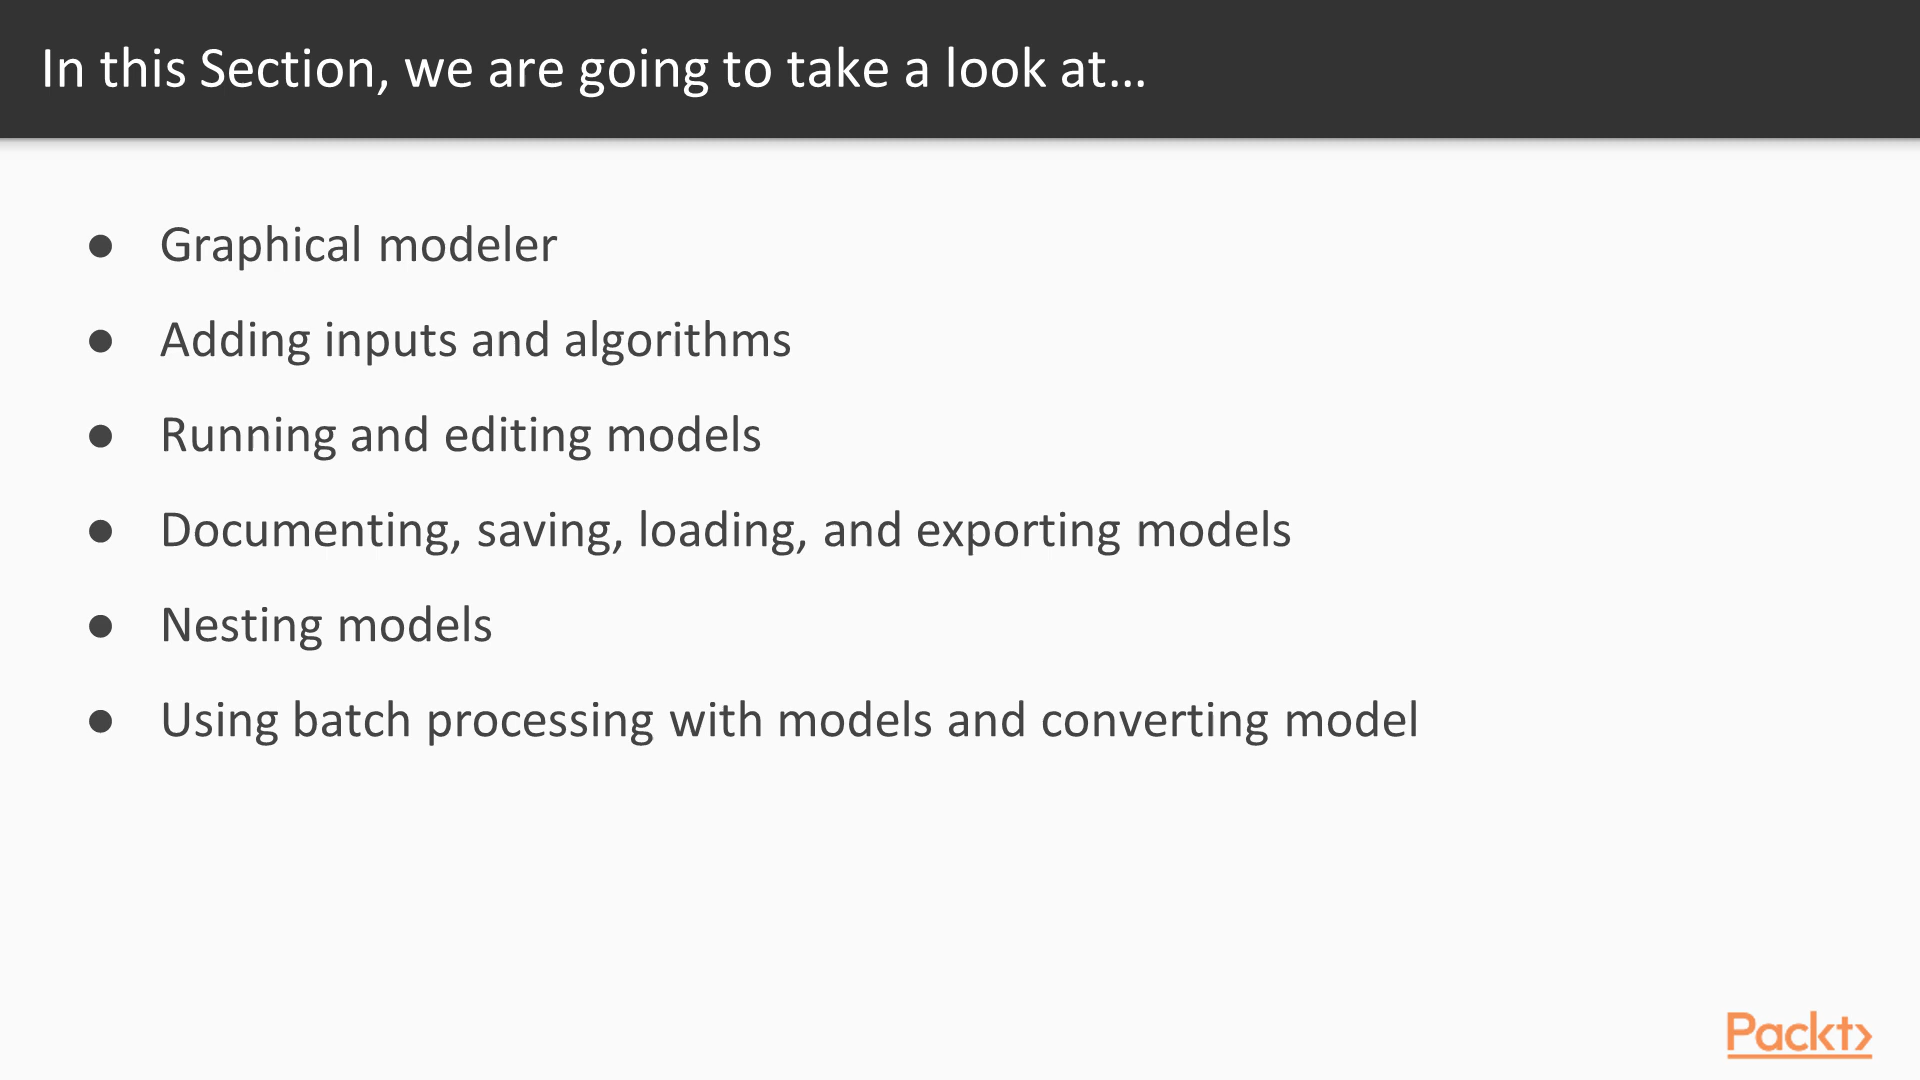 In this Section, we are going to take a look at…
● Graphical modeler
● Adding inputs and algorithms
● Running and editing models
● Documenting, saving, loading, and exporting models
● Nesting models
● Using batch processing with models and converting model
Packt>